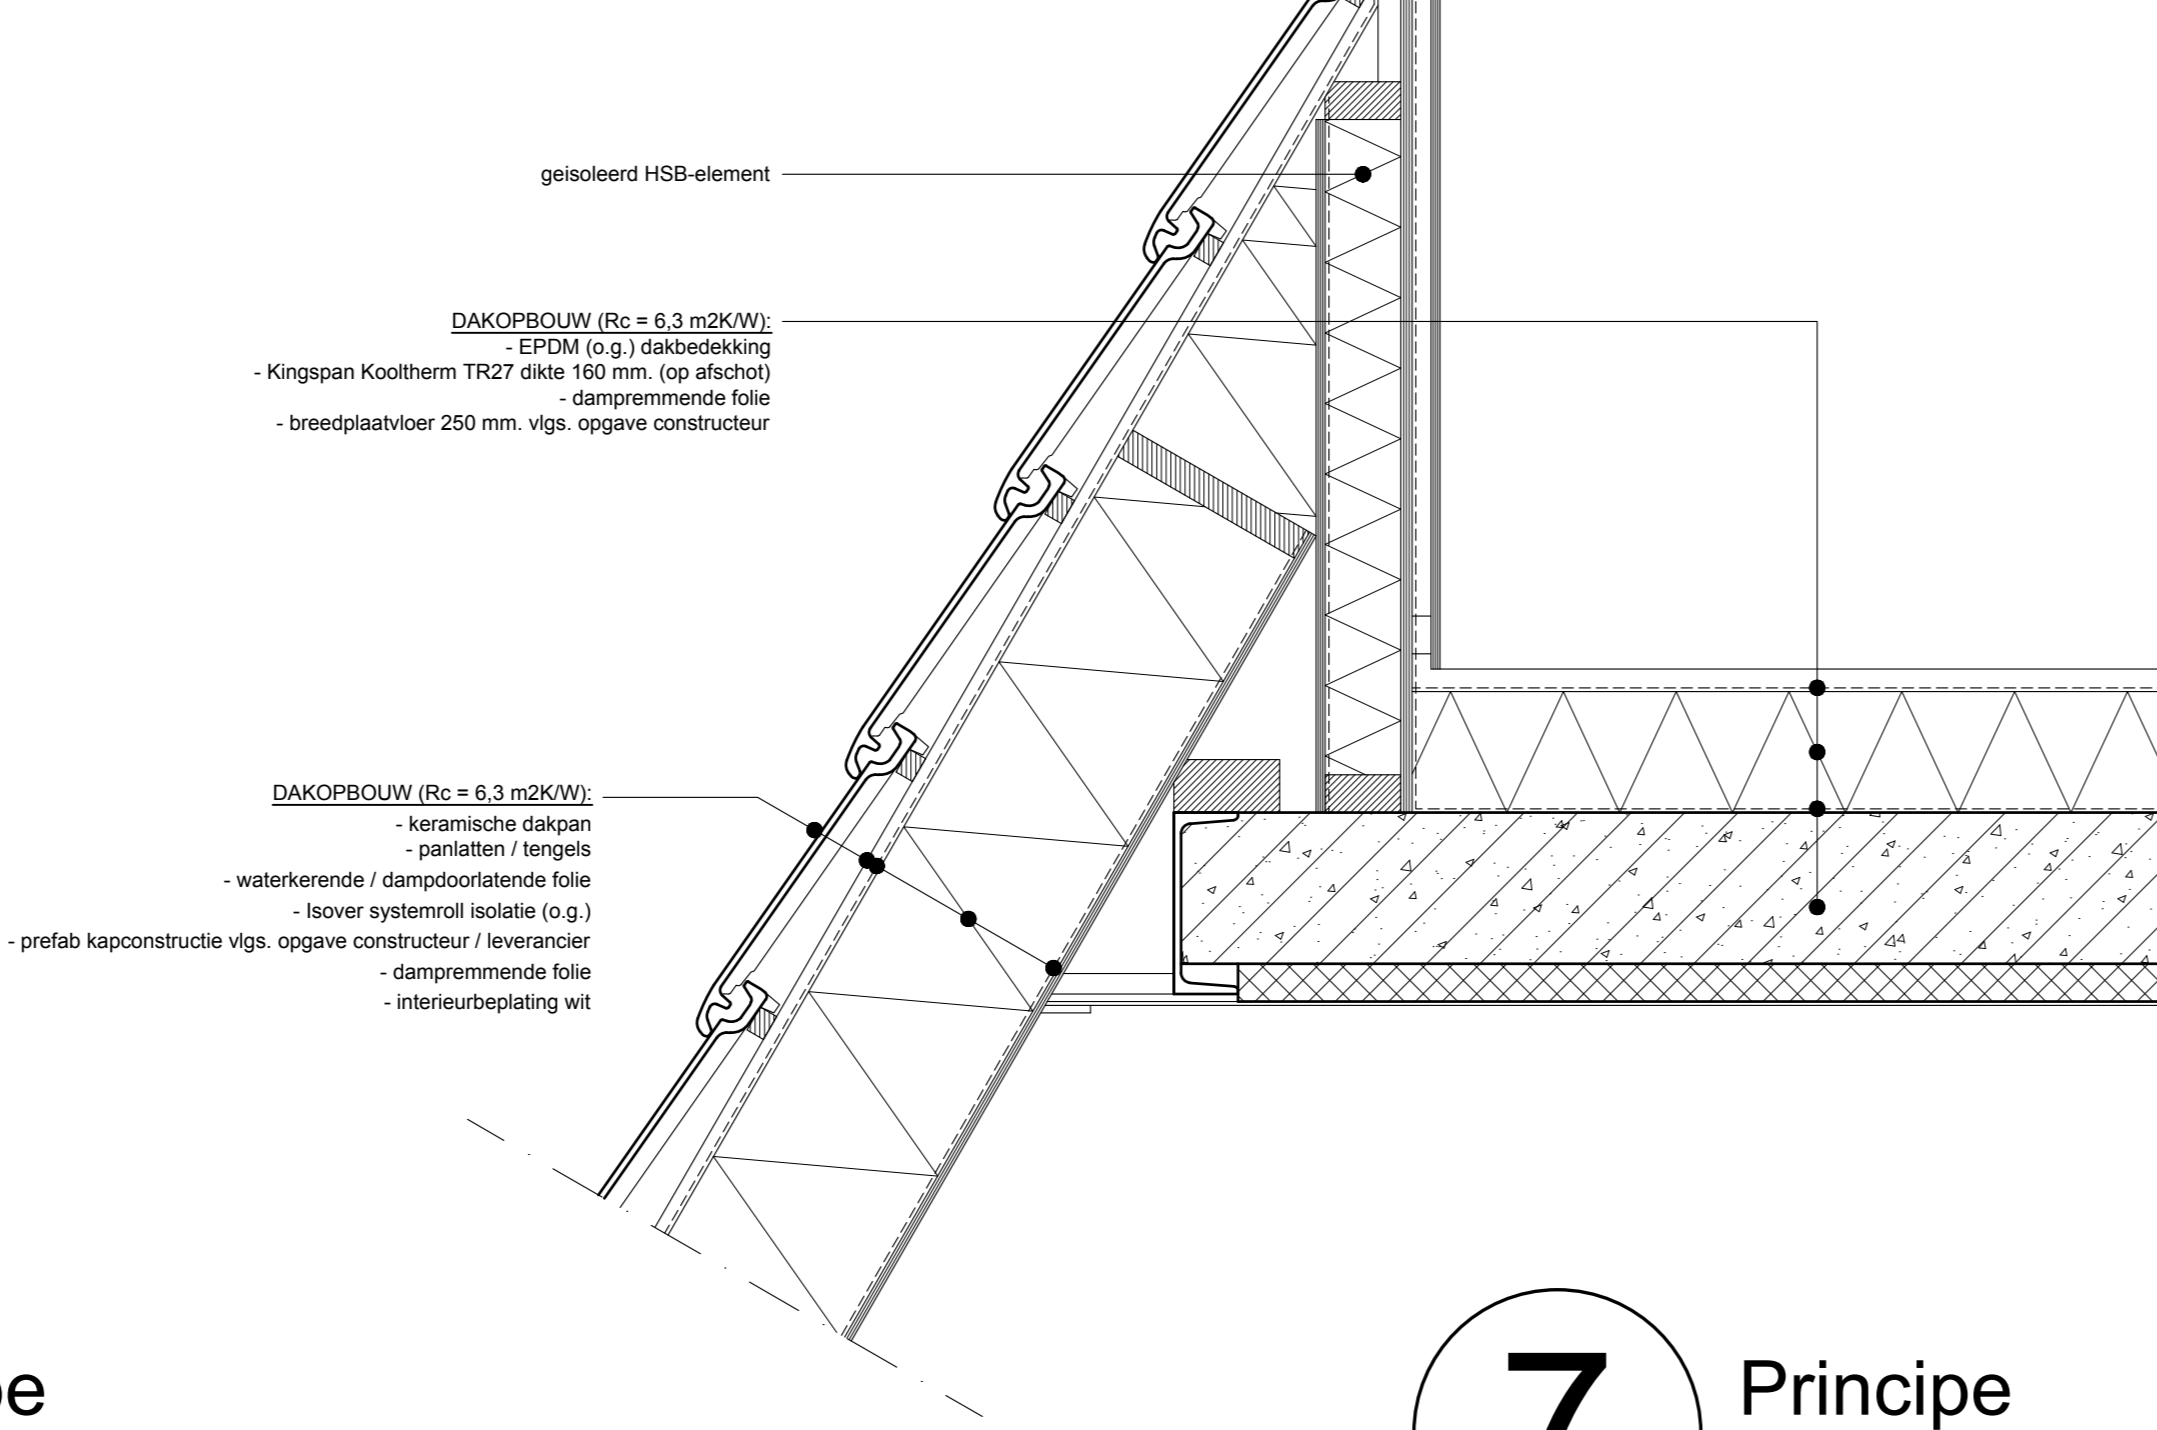 geisoleerd HSB-element
DAKOPBOUW (Rc = 6,3 m2K/W):
- EPDM (o.g.) dakbedekking
- Kingspan Kooltherm TR27 dikte 160 mm. (op afschot)
- dampremmende folie
- breedplaatvloer 250 mm. vlgs. opgave constructeur
DAKOPBOUW (Rc = 6,3 m2K/W):
- keramische dakpan
- panlatten / tengels
- waterkerende / dampdoorlatende folie
- Isover systemroll isolatie (o.g.)
- prefab kapconstructie vlgs. opgave constructeur / leverancier
- dampremmende folie
- interieurbeplating wit
7
Principe